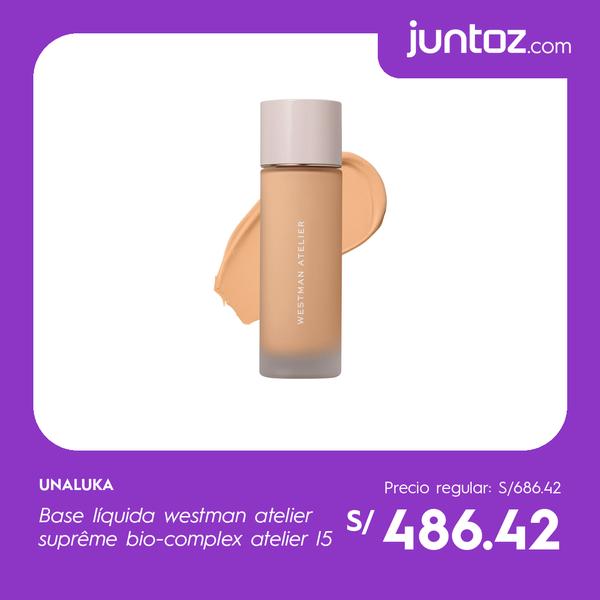 juntoz.com
WESTMAN ATELIER
UNALUKA
Base líquida westman atelier
suprême bio-complex atelier I5
Precio regular: S/686.42
S/ 486.42